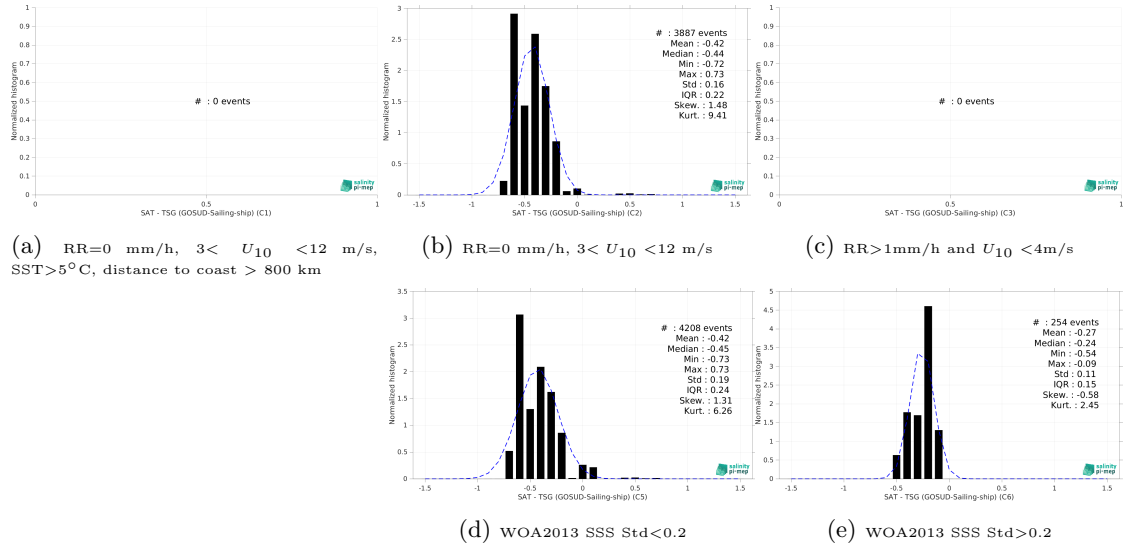 1
0.9
0.8
0.7
0.6
0.5
0.4
0.3
0.2
0.1
0
Normalized histogram
# : 0 events
salinity
pi-mep
0 0.5 1
SAT - TSG (GOSUD-Sailing-ship) (C1)
(a) RR=0 mm/h, 3< U10 <12 m/s,
SST>5°C, distance to coast > 800 km
3
2.5
2
1.5
1
0.5
0
Normalized histogram
# : 3887 events
Mean : -0.42
Median : -0.44
Min : -0.72
Max : 0.73
Std : 0.16
IQR : 0.22
Skew. : 1.48
Kurt. : 9.41
salinity
pi-mep
-1.5 -1 -0.5 0 0.5 1 1.5
SAT - TSG (GOSUD-Sailing-ship) (C2)
(b) RR=0 mm/h, 3< U10 <12 m/s
1
0.9
0.8
0.7
0.6
0.5
0.4
0.3
0.2
0.1
0
Normalized histogram
# : 0 events
salinity
pi-mep
0 0.5 1
SAT - TSG (GOSUD-Sailing-ship) (C3)
(c) RR>1mm/h and U10 <4m/s
3.5
3
2.5
2
1.5
1
0.5
0
Normalized histogram
# : 4208 events
Mean : -0.42
Median : -0.45
Min : -0.73
Max : 0.73
Std : 0.19
IQR : 0.24
Skew. : 1.31
Kurt. : 6.26
salinity
pi-mep
-1.5 -1 -0.5 0 0.5 1 1.5
SAT - TSG (GOSUD-Sailing-ship) (C5)
(d) WOA2013 SSS Std<0.2
5
4.5
4
3.5
3
2.5
2
1.5
1
0.5
0
Normalized histogram
# : 254 events
Mean : -0.27
Median : -0.24
Min : -0.54
Max : -0.09
Std : 0.11
IQR : 0.15
Skew. : -0.58
Kurt. : 2.45
salinity
pi-mep
-1.5 -1 -0.5 0 0.5 1 1.5
SAT - TSG (GOSUD-Sailing-ship) (C6)
(e) WOA2013 SSS Std>0.2